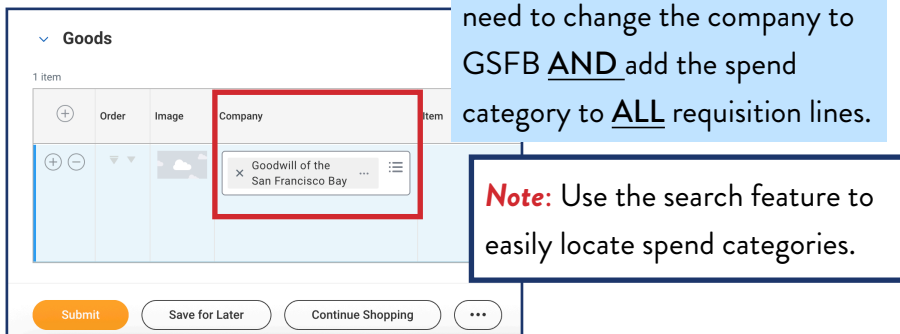 need to change the company to
GSFB AND add the spend
category to ALL requisition lines.
Goods
1 item
Order Image Company Item
Goodwill of the
San Francisco Bay
Note: Use the search feature to
easily locate spend categories.
Submit Save for Later Continue Shopping